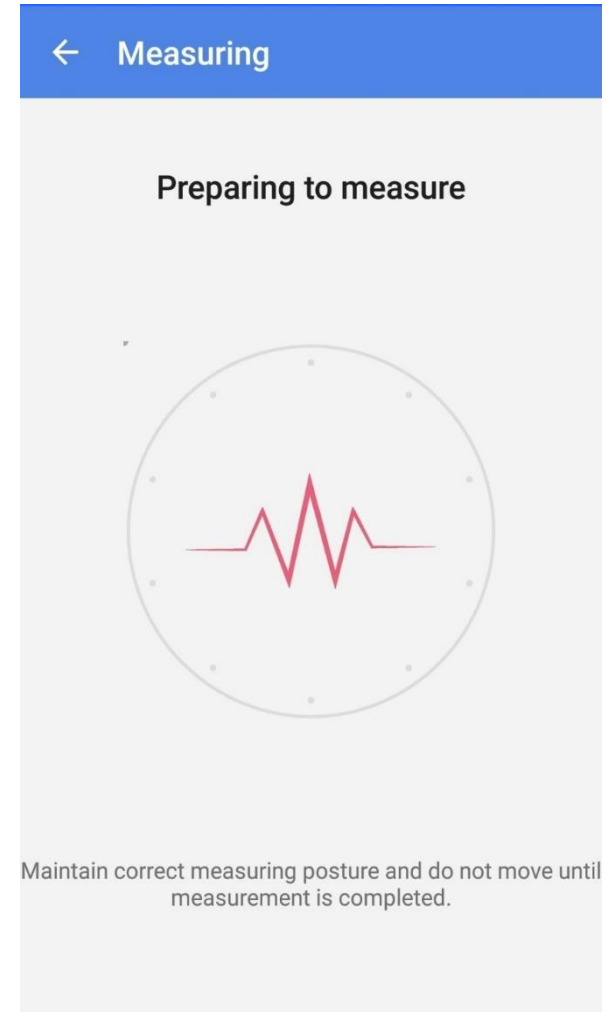 Measuring
Preparing to measure
Maintain correct measuring posture and do not move until
measurement is completed.